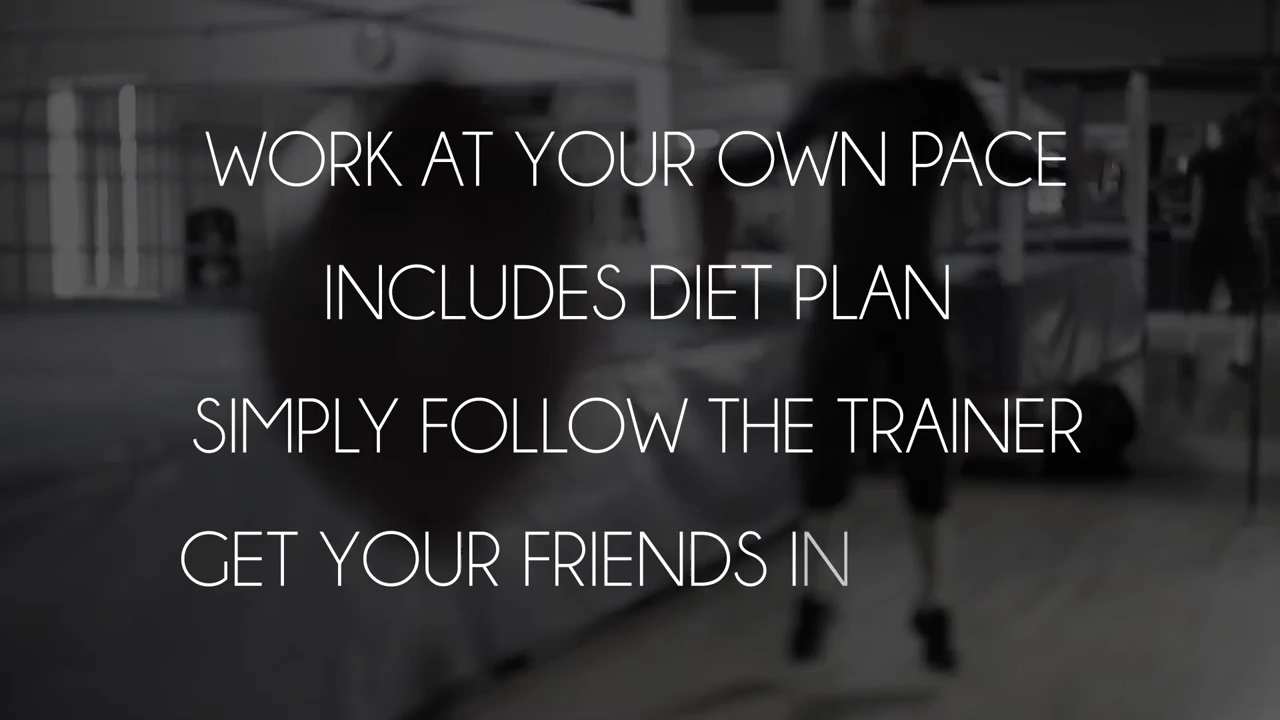 WORK AT YOUR OWN PACE
INCLUDES DIET PLAN
SIMPLY FOLLOW THE TRAINER
GET YOUR FRIENDS IN